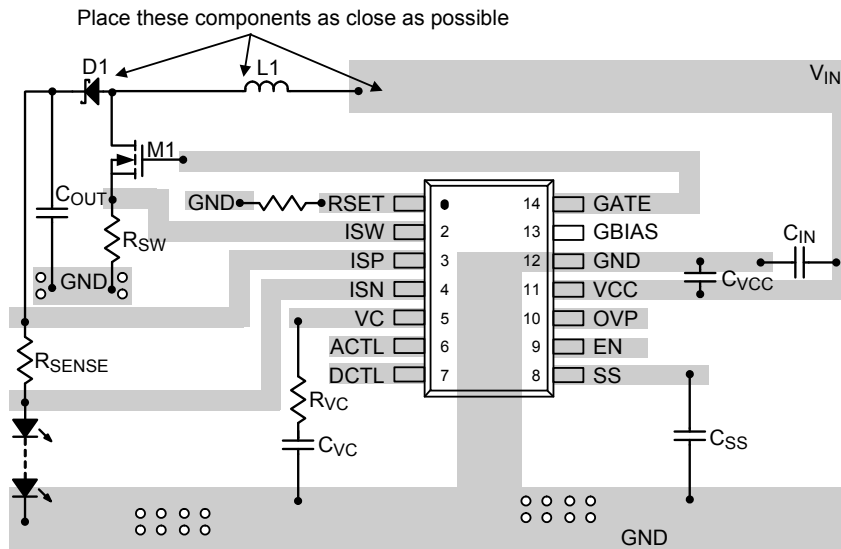 Place these components as close as possible
D1
L1
VIN
M1
COUT
GND
RSET
14
GATE
RSW
ISW
2
13
GBIAS
CIN
GND
ISP
3
12
GND
CVCC
ISN
4
11
VCC
VC
5
10
OVP
RSENSE
ACTL
6
9
EN
DCTL
7
8
SS
RVC
CVC
CSS
GND